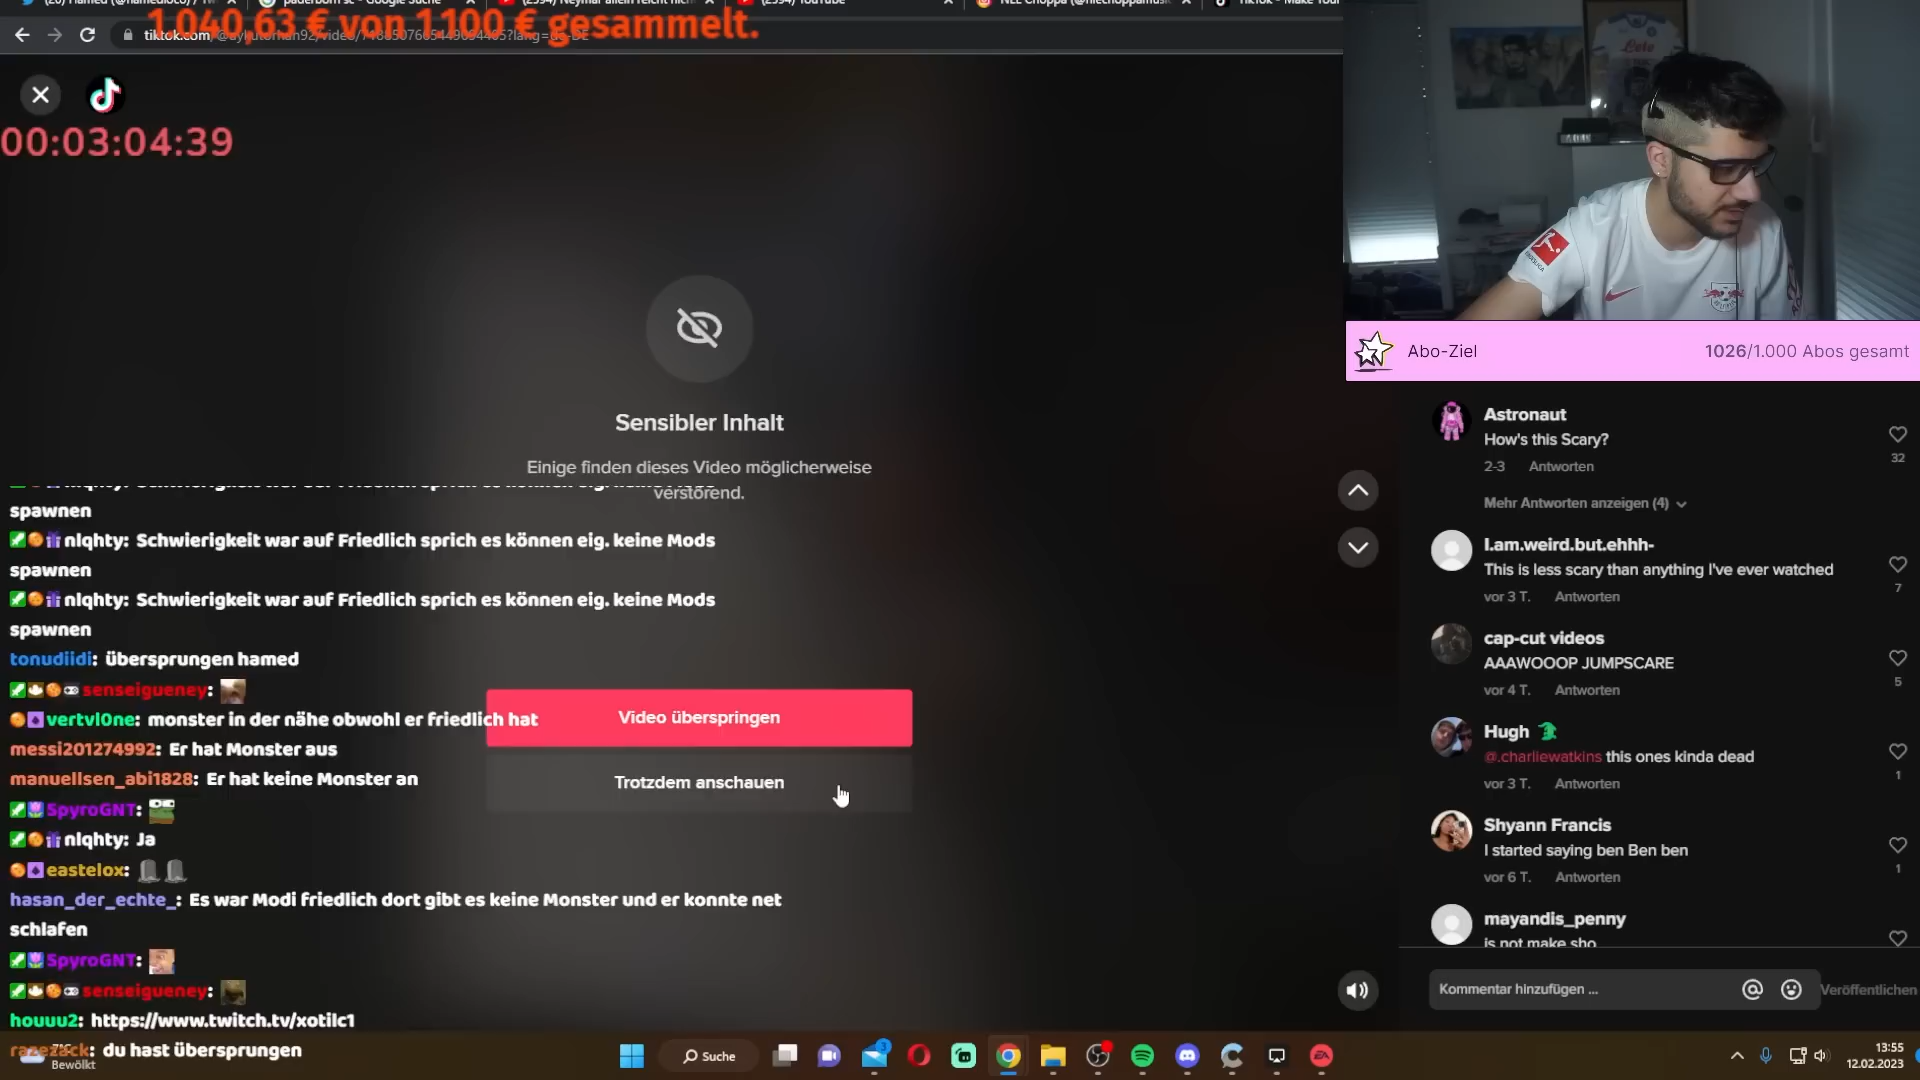 1.040,63 € von 1100 € gesammelt.
(2394) YouTube
tiktok.com
00:03:04:39
Sensibler Inhalt
Einige finden dieses Video möglicherweise
verstörend.
Video überspringen
Trotzdem anschauen
spawnen
nlqhty: Schwierigkeit war auf Friedlich sprich es können eig. keine Mods
spawnen
nlqhty: Schwierigkeit war auf Friedlich sprich es können eig. keine Mods
spawnen
tonudiidi: übersprungen hamed
senseigueney:
vertvl0ne: monster in der nähe obwohl er friedlich hat
messi201274992: Er hat Monster aus
manuellsen_abi1828: Er hat keine Monster an
SpyroGNT:
nlqhty: Ja
eastelox:
hasan_der_echte_: Es war Modi friedlich dort gibt es keine Monster und er konnte net
schlafen
SpyroGNT:
senseigueney:
houuu2: https://www.twitch.tv/xotilc1
razezack: du hast übersprungen
Abo-Ziel
1026/1.000 Abos gesamt
Astronaut
How's this Scary?
32
2-3 Antworten
Mehr Antworten anzeigen (4)
I.am.weird.but.ehhh-
This is less scary than anything I've ever watched
7
vor 3 T. Antworten
cap-cut videos
AAAWOOOP JUMPSCARE
5
vor 4 T. Antworten
Hugh
@.charliewatkins this ones kinda dead
1
vor 3 T. Antworten
Shyann Francis
I started saying ben Ben ben
1
vor 6 T. Antworten
mayandis_penny
is not make sho
Kommentar hinzufügen ...
Veröffentlichen
Bewölkt
Suche
3
13:55
12.02.2023